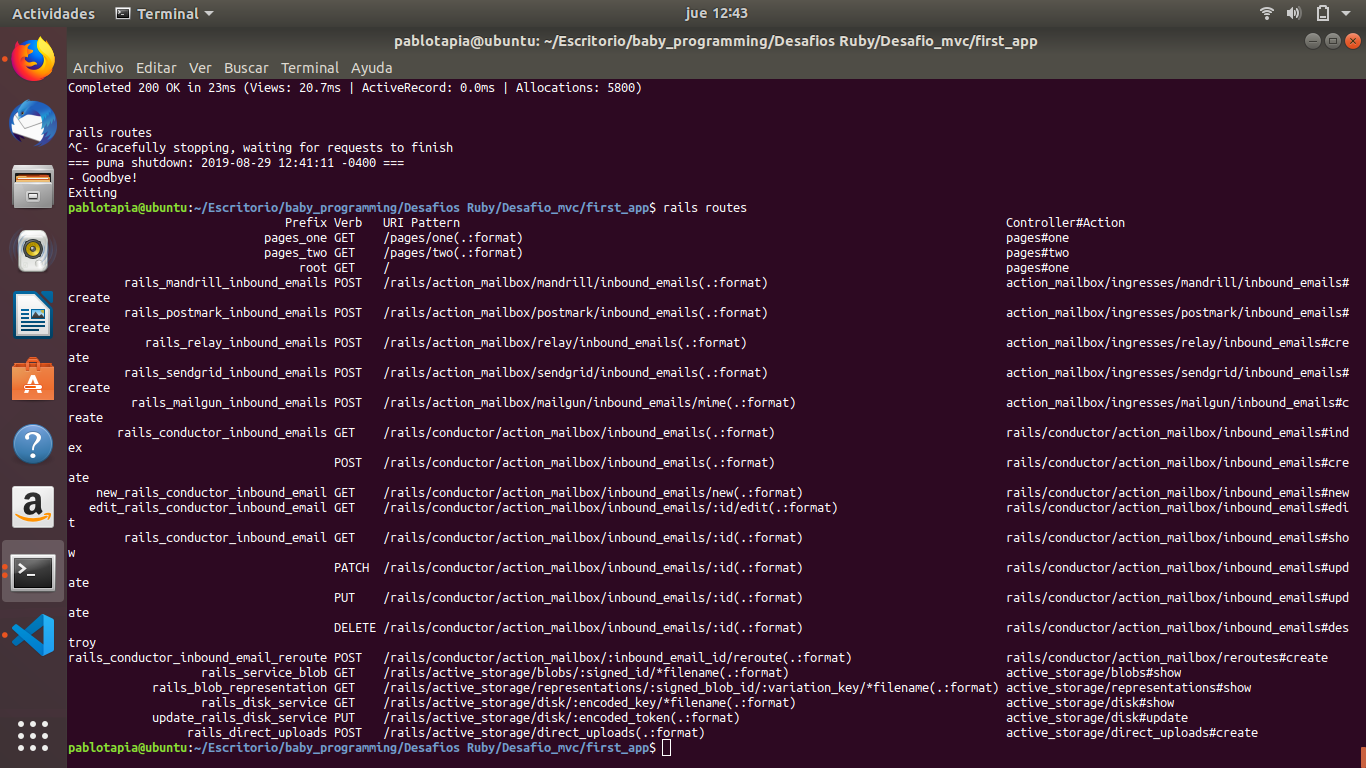 Actividades Terminal jue 12:43
pablotapia@ubuntu: ~/Escritorio/baby_programming/Desafios Ruby/Desafio_mvc/first_app
Archivo Editar Ver Buscar Terminal Ayuda
Completed 200 OK in 23ms (Views: 20.7ms | ActiveRecord: 0.0ms | Allocations: 5800)
rails routes
^C- Gracefully stopping, waiting for requests to finish
=== puma shutdown: 2019-08-29 12:41:11 -0400 ===
- Goodbye!
Exiting
pablotapia@ubuntu:~/Escritorio/baby_programming/Desafios Ruby/Desafio_mvc/first_app$ rails routes
Prefix Verb URI Pattern Controller#Action
pages_one GET /pages/one(.:format) pages#one
pages_two GET /pages/two(.:format) pages#two
root GET / pages#one
rails_mandrill_inbound_emails POST /rails/action_mailbox/mandrill/inbound_emails(.:format) action_mailbox/ingresses/mandrill/inbound_emails#
create
rails_postmark_inbound_emails POST /rails/action_mailbox/postmark/inbound_emails(.:format) action_mailbox/ingresses/postmark/inbound_emails#
create
rails_relay_inbound_emails POST /rails/action_mailbox/relay/inbound_emails(.:format) action_mailbox/ingresses/relay/inbound_emails#cre
ate
rails_sendgrid_inbound_emails POST /rails/action_mailbox/sendgrid/inbound_emails(.:format) action_mailbox/ingresses/sendgrid/inbound_emails#
create
rails_mailgun_inbound_emails POST /rails/action_mailbox/mailgun/inbound_emails/mime(.:format) action_mailbox/ingresses/mailgun/inbound_emails#c
reate
rails_conductor_inbound_emails GET /rails/conductor/action_mailbox/inbound_emails(.:format) rails/conductor/action_mailbox/inbound_emails#ind
ex
POST /rails/conductor/action_mailbox/inbound_emails(.:format) rails/conductor/action_mailbox/inbound_emails#cre
ate
new_rails_conductor_inbound_email GET /rails/conductor/action_mailbox/inbound_emails/new(.:format) rails/conductor/action_mailbox/inbound_emails#new
edit_rails_conductor_inbound_email GET /rails/conductor/action_mailbox/inbound_emails/:id/edit(.:format) rails/conductor/action_mailbox/inbound_emails#edi
t
rails_conductor_inbound_email GET /rails/conductor/action_mailbox/inbound_emails/:id(.:format) rails/conductor/action_mailbox/inbound_emails#sho
w
PATCH /rails/conductor/action_mailbox/inbound_emails/:id(.:format) rails/conductor/action_mailbox/inbound_emails#upd
ate
PUT /rails/conductor/action_mailbox/inbound_emails/:id(.:format) rails/conductor/action_mailbox/inbound_emails#upd
ate
DELETE /rails/conductor/action_mailbox/inbound_emails/:id(.:format) rails/conductor/action_mailbox/inbound_emails#des
troy
rails_conductor_inbound_email_reroute POST /rails/conductor/action_mailbox/:inbound_email_id/reroute(.:format) rails/conductor/action_mailbox/reroutes#create
rails_service_blob GET /rails/active_storage/blobs/:signed_id/*filename(.:format) active_storage/blobs#show
rails_blob_representation GET /rails/active_storage/representations/:signed_blob_id/:variation_key/*filename(.:format) active_storage/representations#show
rails_disk_service GET /rails/active_storage/disk/:encoded_key/*filename(.:format) active_storage/disk#show
update_rails_disk_service PUT /rails/active_storage/disk/:encoded_token(.:format) active_storage/disk#update
rails_direct_uploads POST /rails/active_storage/direct_uploads(.:format) active_storage/direct_uploads#create
pablotapia@ubuntu:~/Escritorio/baby_programming/Desafios Ruby/Desafio_mvc/first_app$